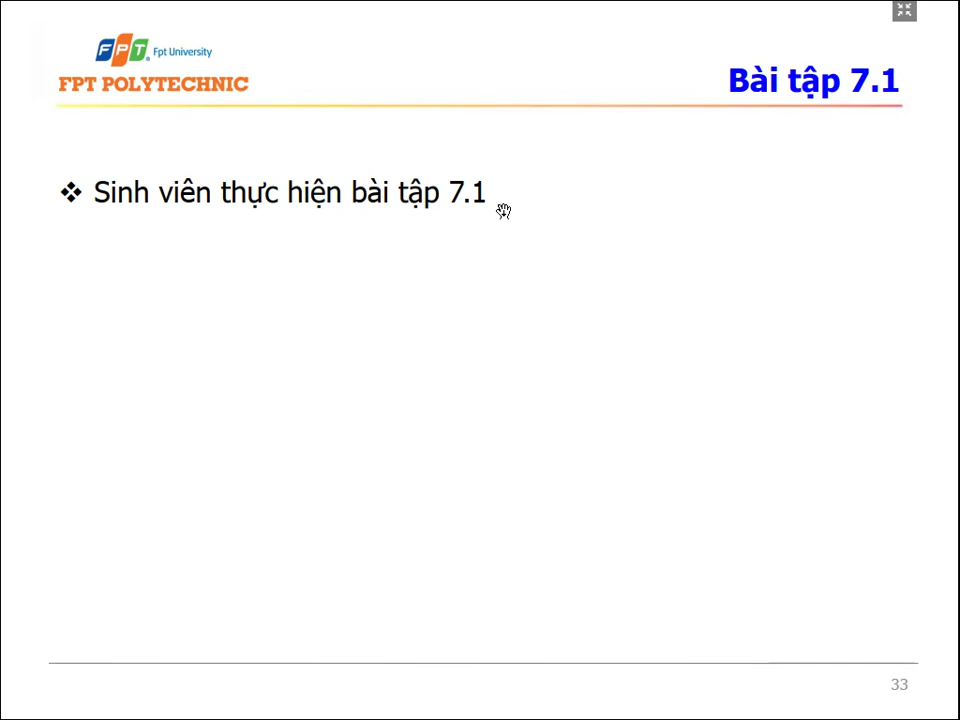 FPT. Fpt University
FPT POLYTECHNIC
Bài tập 7.1
❖ Sinh viên thực hiện bài tập 7.1
33